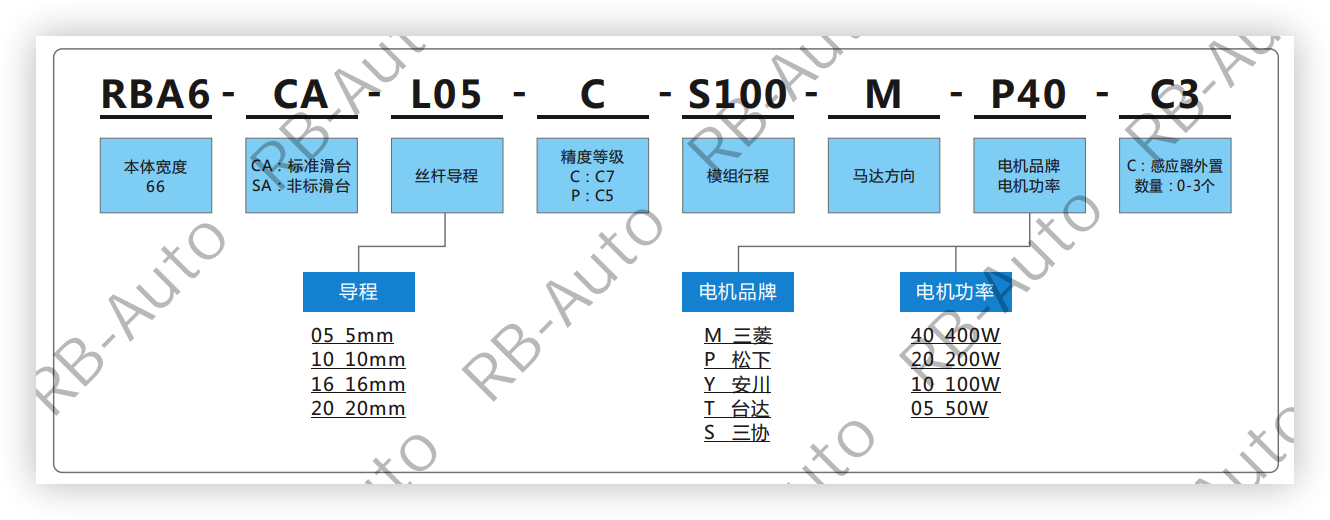 RBA6 - CA - L05 - C - S100 - M - P40 - C3
本体宽度
66
CA：标准滑台
SA：非标滑台
丝杆导程
精度等级
C：C7
P：C5
模组行程
马达方向
电机品牌
电机功率
C：感应器外置
数量：0-3个
导程
05 5mm
10 10mm
16 16mm
20 20mm
电机品牌
M 三菱
P 松下
Y 安川
T 台达
S 三协
电机功率
40 400W
20 200W
10 100W
05 50W
RB-Auto
RB-Auto
RB-Auto
RB-Auto
RB-Auto
RB-Auto
uto
uto
Auto